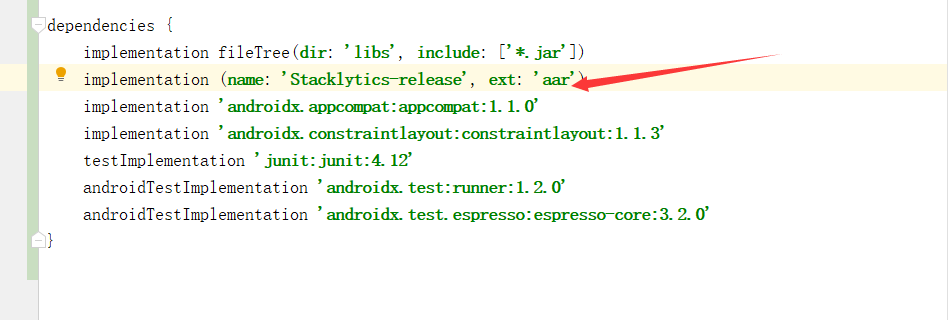 dependencies {
implementation fileTree(dir: 'libs', include: ['*.jar'])
implementation (name: 'Stacklytics-release', ext: 'aar')
implementation 'androidx.appcompat:appcompat:1.1.0'
implementation 'androidx.constraintlayout:constraintlayout:1.1.3'
testImplementation 'junit:junit:4.12'
androidTestImplementation 'androidx.test:runner:1.2.0'
androidTestImplementation 'androidx.test.espresso:espresso-core:3.2.0'
}